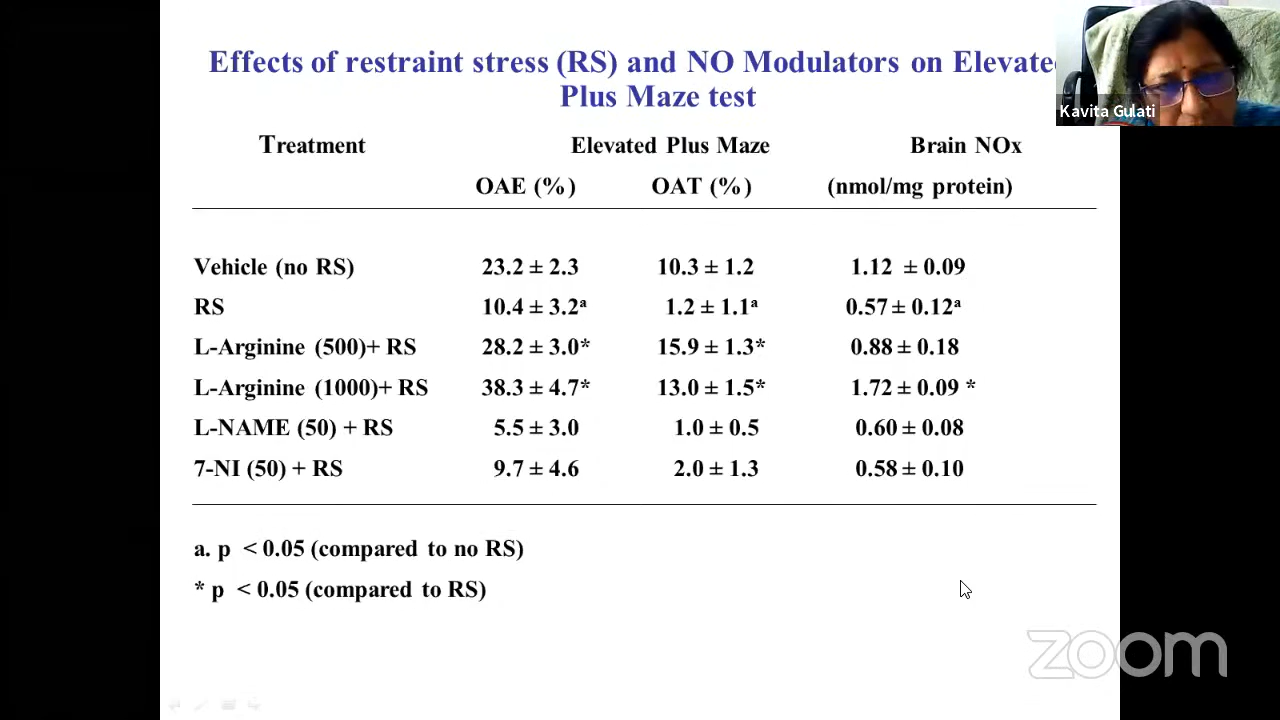 Effects of restraint stress (RS) and NO Modulators on Elevate
Plus Maze test
Kavita Gulati
Treatment Elevated Plus Maze Brain NOx
OAE (%) OAT (%) (nmol/mg protein)
Vehicle (no RS) 23.2 ± 2.3 10.3 ± 1.2 1.12 ± 0.09
RS 10.4 ± 3.2ᵃ 1.2 ± 1.1ᵃ 0.57 ± 0.12ᵃ
L-Arginine (500)+ RS 28.2 ± 3.0* 15.9 ± 1.3* 0.88 ± 0.18
L-Arginine (1000)+ RS 38.3 ± 4.7* 13.0 ± 1.5* 1.72 ± 0.09 *
L-NAME (50) + RS 5.5 ± 3.0 1.0 ± 0.5 0.60 ± 0.08
7-NI (50) + RS 9.7 ± 4.6 2.0 ± 1.3 0.58 ± 0.10
a. p < 0.05 (compared to no RS)
* p < 0.05 (compared to RS)
zoom